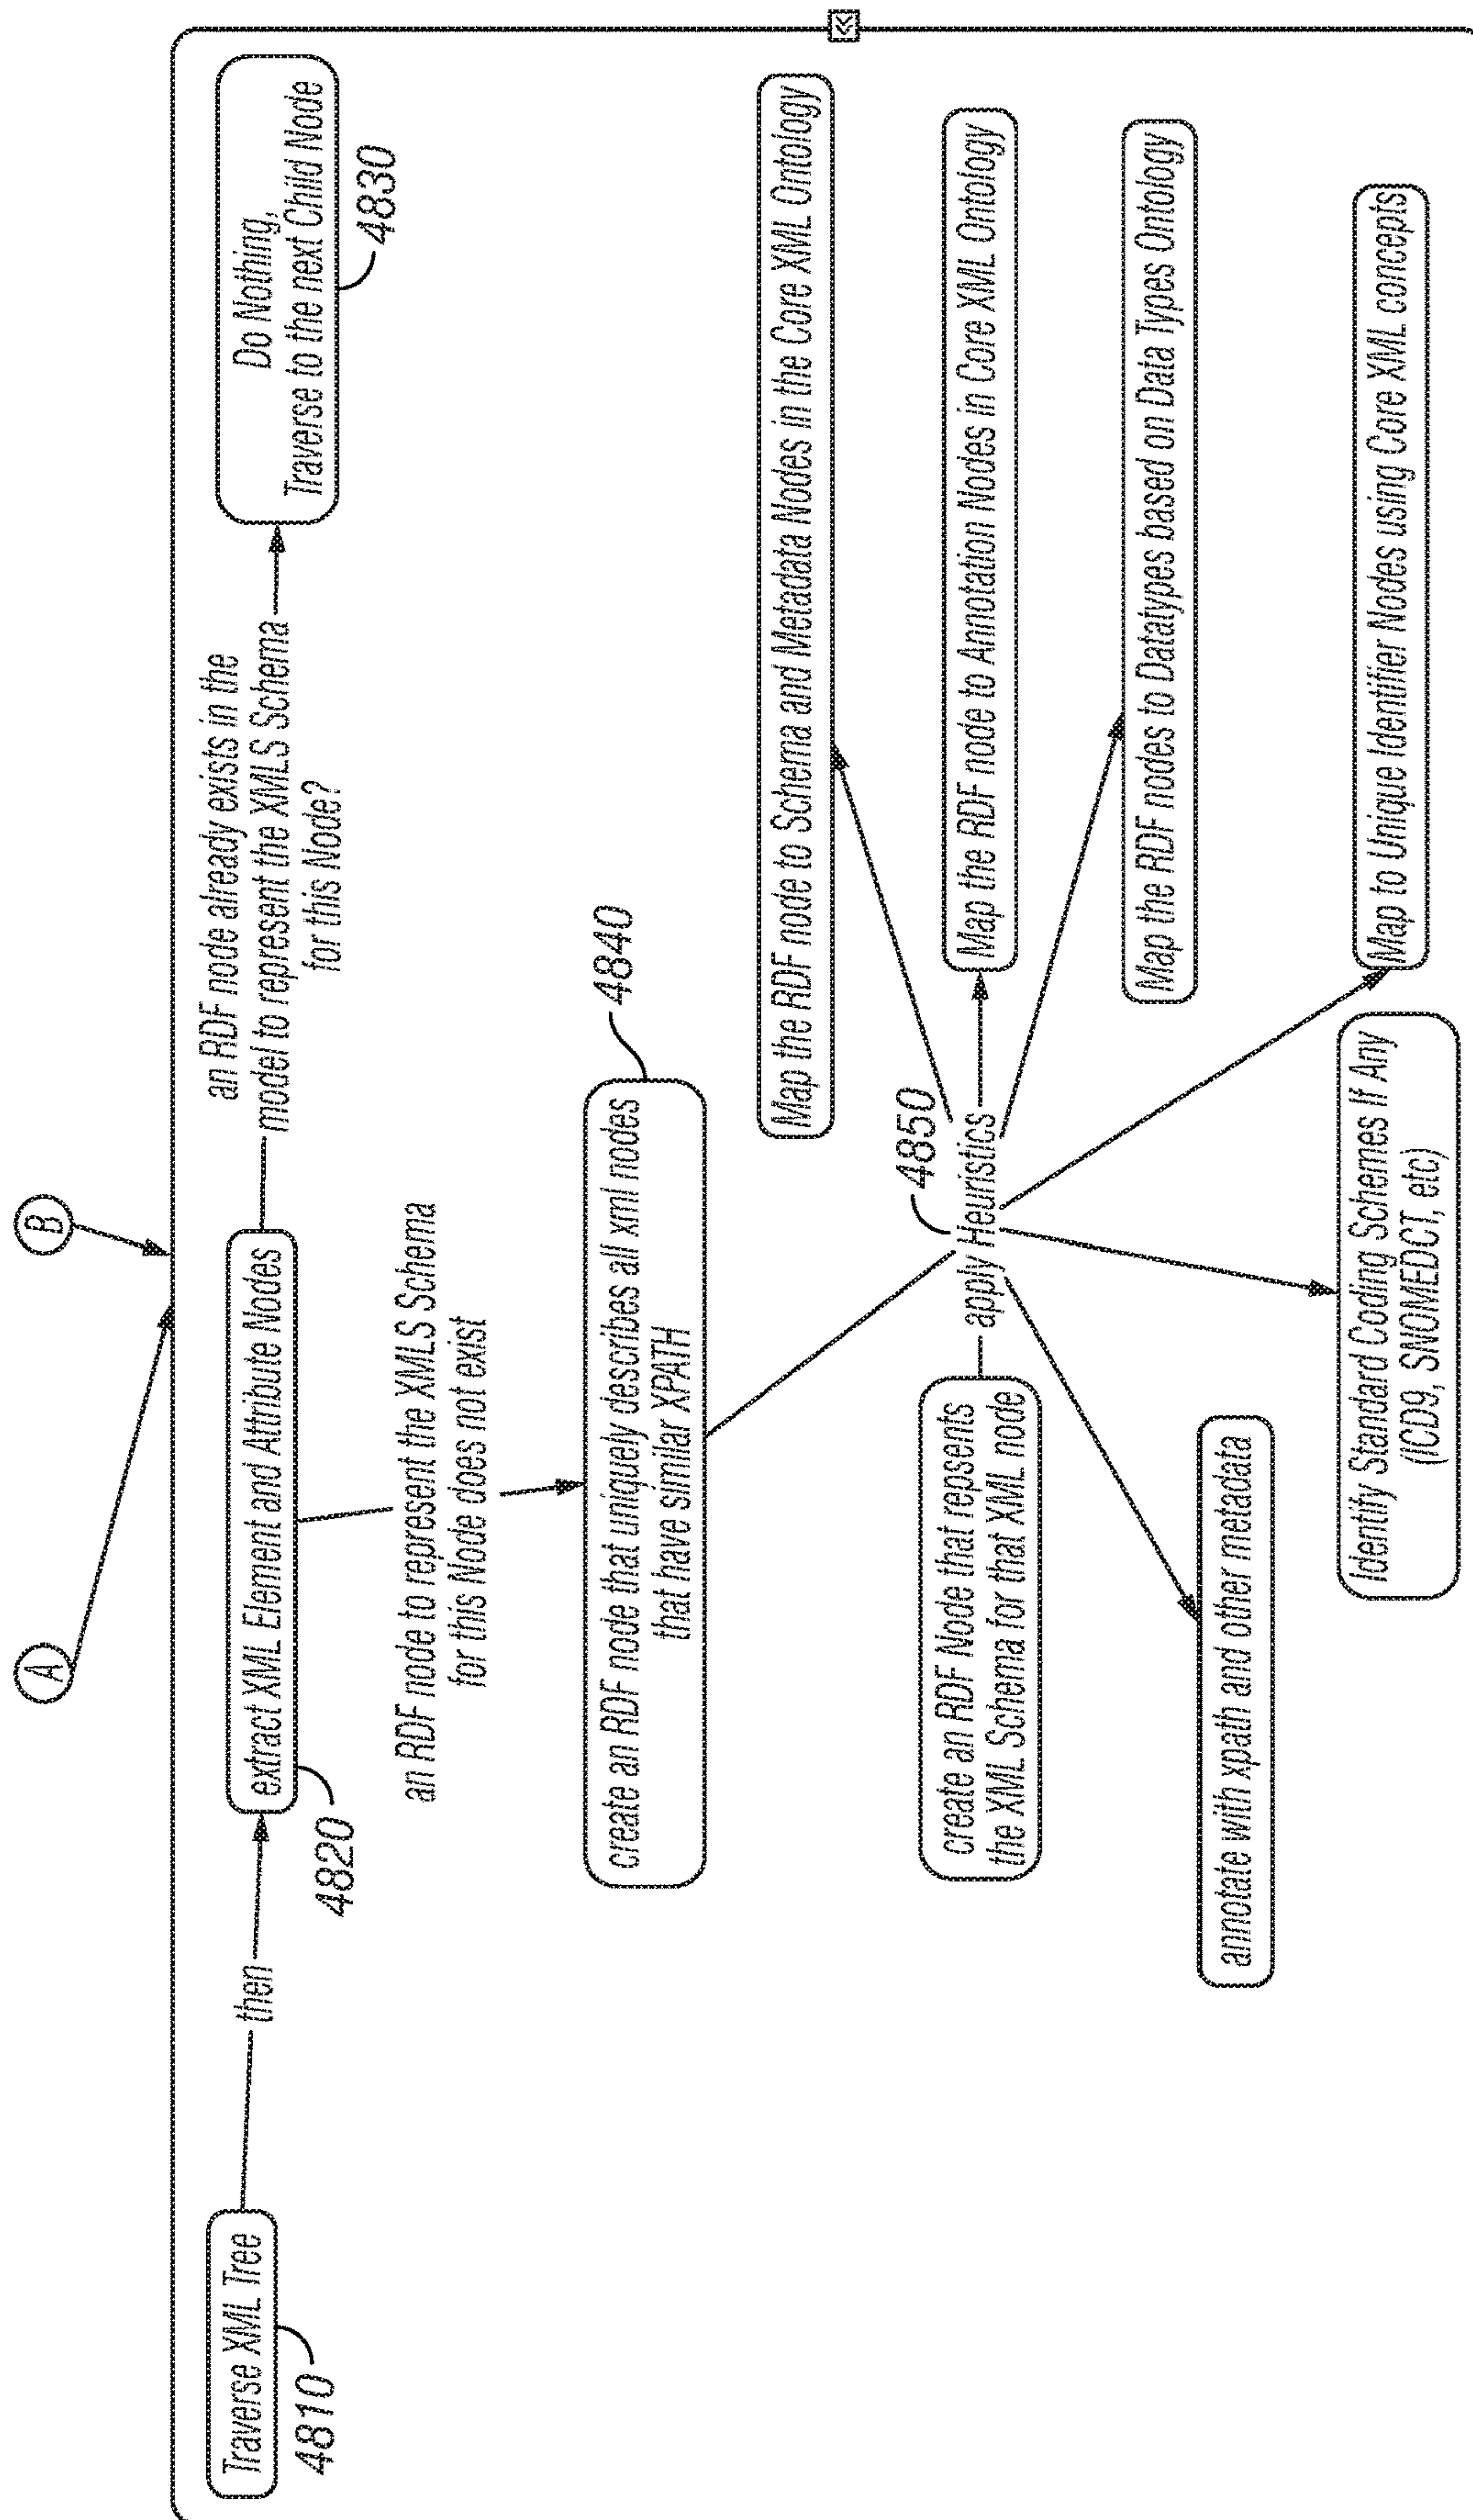 A
B
Traverse XML Tree
4810
then
extract XML Element and Attribute Nodes
4820
an RDF node already exists in the
model to represent the XMLS Schema
for this Node?
Do Nothing,
Traverse to the next Child Node
4830
an RDF node to represent the XMLS Schema
for this Node does not exist
create an RDF node that uniquely describes all xml nodes
that have similar XPATH
4840
create an RDF Node that repsents
the XML Schema for that XML node
apply Heuristics
4850
Map the RDF node to Schema and Metadata Nodes in the Core XML Ontology
Map the RDF node to Annotation Nodes in Core XML Ontology
Map the RDF nodes to Datatypes based on Data Types Ontology
Map to Unique Identifier Nodes using Core XML concepts
annotate with xpath and other metadata
Identify Standard Coding Schemes If Any
(ICD9, SNOMEDCT, etc)